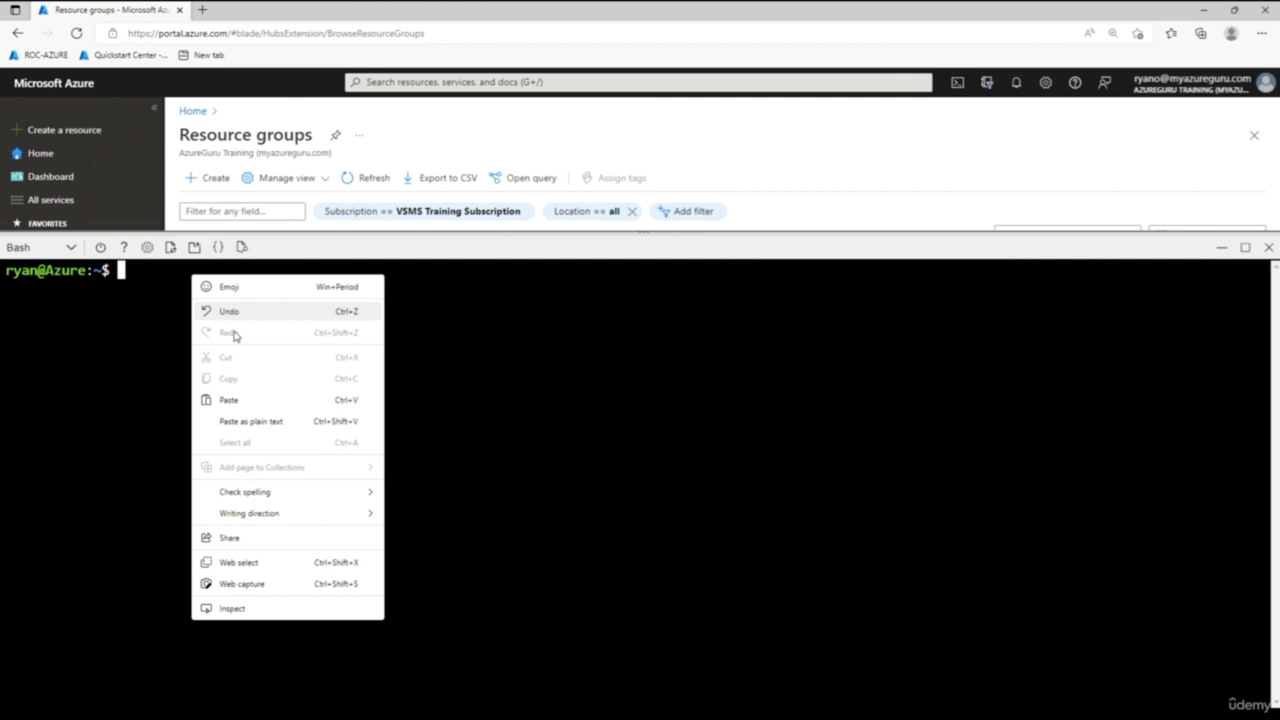 Resource groups - Microsoft Az
https://portal.azure.com/#blade/HubsExtension/BrowseResourceGroups
ROC-AZURE Quickstart Center -... New tab
Microsoft Azure
Search resources, services, and docs (G+/)
ryano@myazureguru.com
AZUREGURU TRAINING (MYAZU...
Create a resource
Home
Dashboard
All services
FAVORITES
Home >
Resource groups
AzureGuru Training (myazureguru.com)
Create Manage view Refresh Export to CSV Open query Assign tags
Filter for any field... Subscription == VSMS Training Subscription Location == all Add filter
Bash
ryan@Azure:~$
Emoji Win+Period
Undo Ctrl+Z
Redo Ctrl+Shift+Z
Cut Ctrl+X
Copy Ctrl+C
Paste Ctrl+V
Paste as plain text Ctrl+Shift+V
Select all Ctrl+A
Add page to Collections
Check spelling
Writing direction
Share
Web select Ctrl+Shift+X
Web capture Ctrl+Shift+S
Inspect
ûdemy